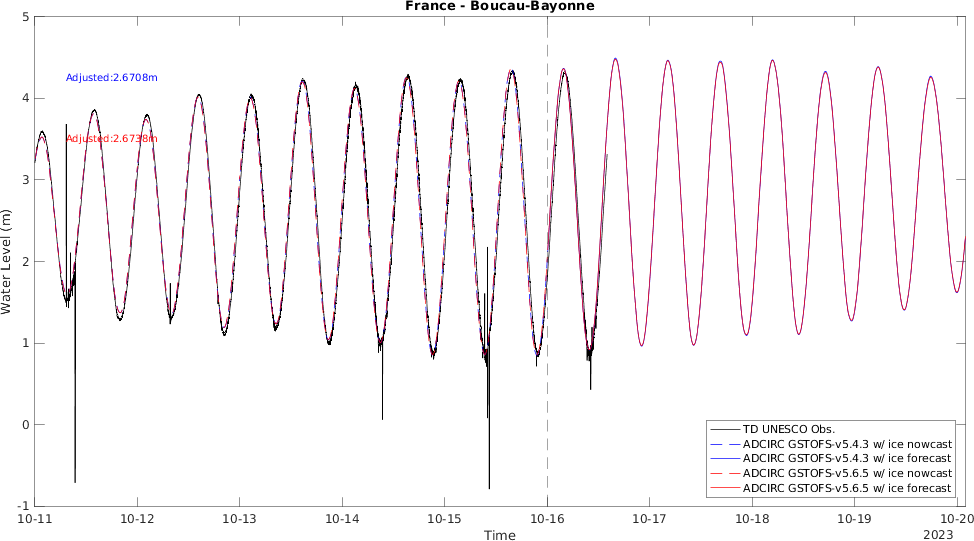 France - Boucau-Bayonne
5
4
3
2
1
0
-1
Water Level (m)
Adjusted:2.6708m
Adjusted:2.6738m
TD UNESCO Obs.
ADCIRC GSTOFS-v5.4.3 w/ ice nowcast
ADCIRC GSTOFS-v5.4.3 w/ ice forecast
ADCIRC GSTOFS-v5.6.5 w/ ice nowcast
ADCIRC GSTOFS-v5.6.5 w/ ice forecast
10-11 10-12 10-13 10-14 10-15 10-16 10-17 10-18 10-19 10-20
Time
2023